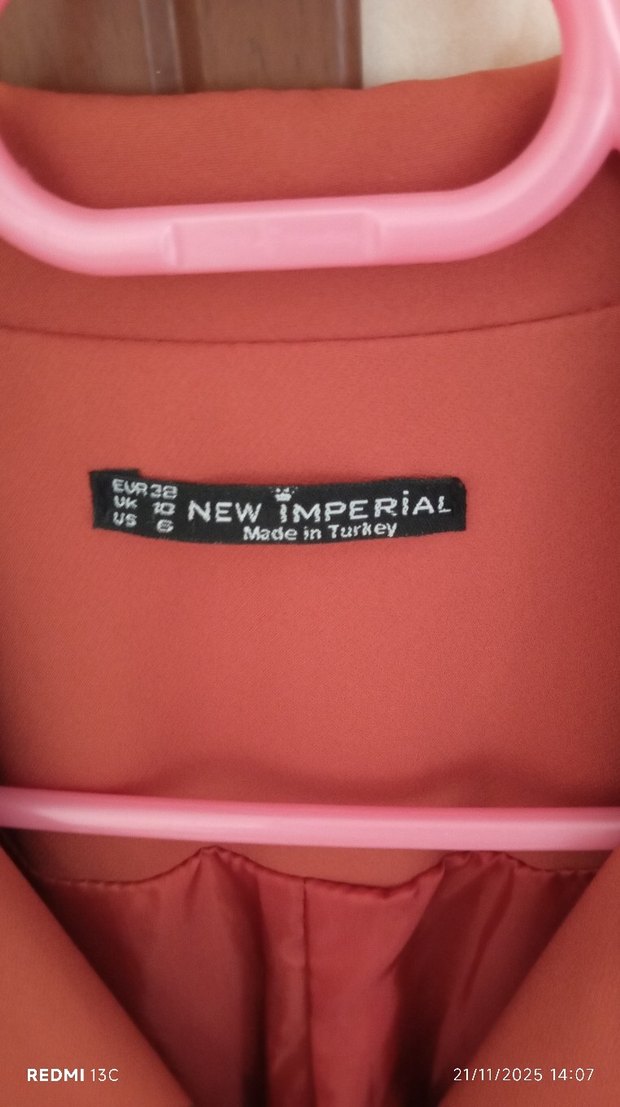 EUR 38
UK 10
US 6
NEW iMPERiAL
Made in Turkey
REDMI 13C
21/11/2025 14:07